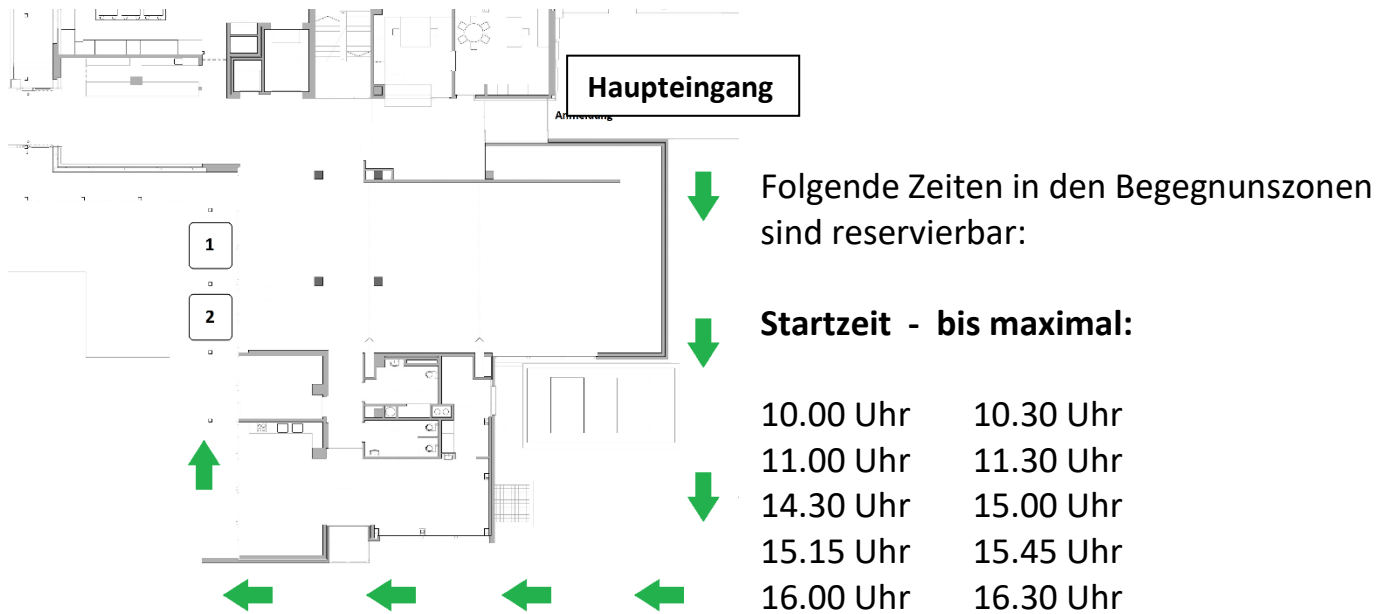 Haupteingang
Anmeldung
1
2
Folgende Zeiten in den Begegnunszonen
sind reservierbar:
Startzeit - bis maximal:
10.00 Uhr 10.30 Uhr
11.00 Uhr 11.30 Uhr
14.30 Uhr 15.00 Uhr
15.15 Uhr 15.45 Uhr
16.00 Uhr 16.30 Uhr